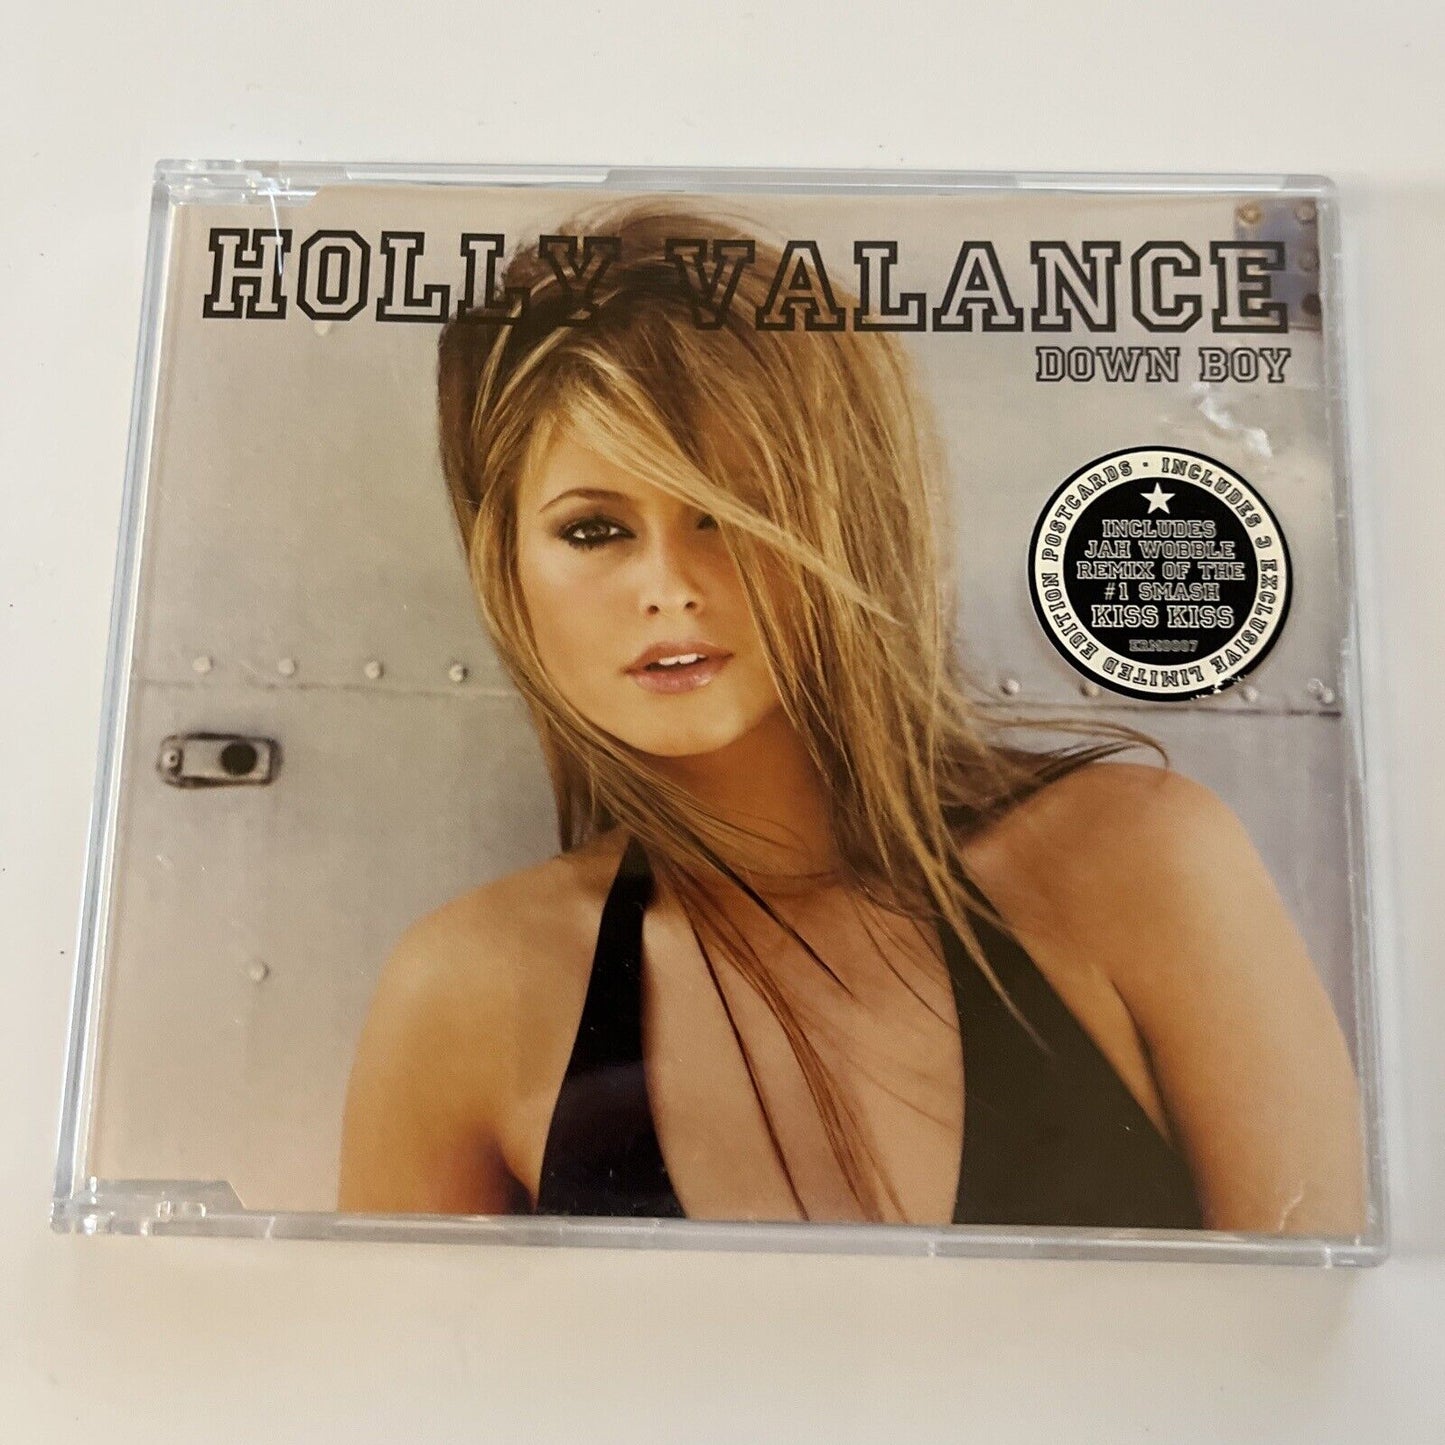 HOLLY VALANCE
DOWN BOY
INCLUDES 3 EXCLUSIVE LIMITED EDITION POSTCARDS ·
INCLUDES
JAH WOBBLE
REMIX OF THE
#1 SMASH
KISS KISS